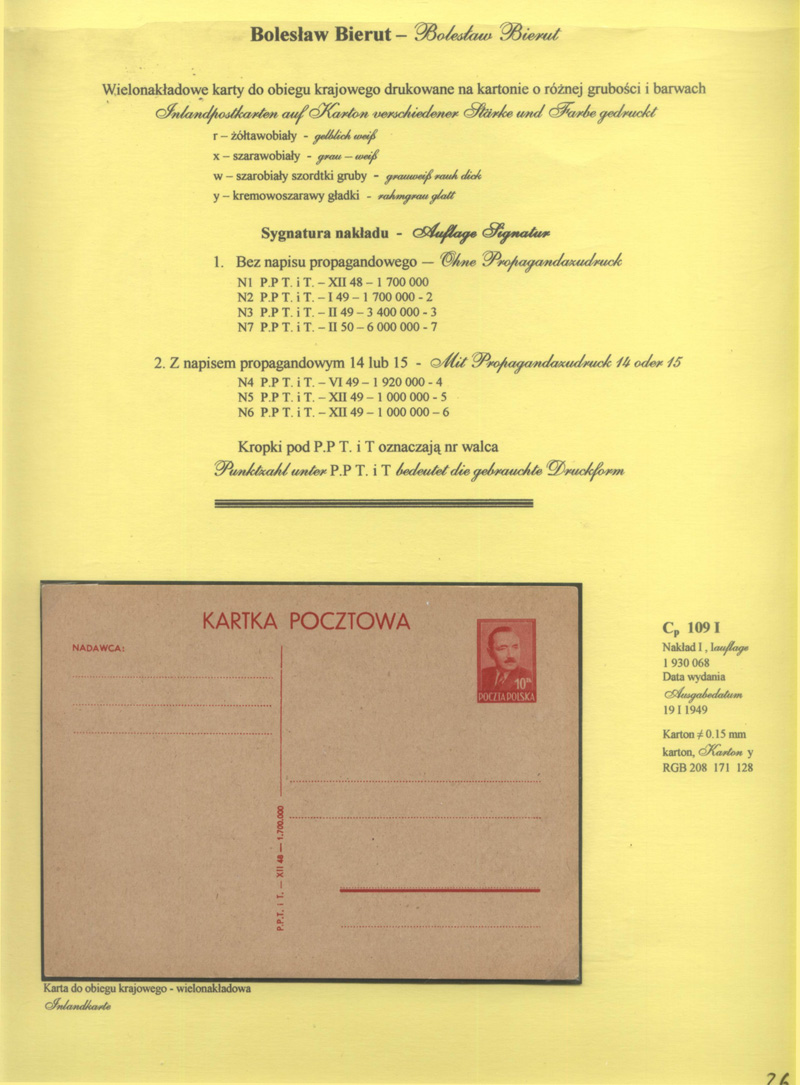 Bolesław Bierut – Bolesław Bierut
Wielonakładowe karty do obiegu krajowego drukowane na kartonie o różnej grubości i barwach
Inlandpostkarten auf Karton verschiedener Stärke und Farbe gedruckt
r – żółtawobiały - gelblich weiß
x – szarawobiały - grau – weiß
w – szarobiały szordtki gruby - grauweiß rauh dick
y – kremowoszarawy gładki - rahmgrau glatt
Sygnatura nakładu - Auflage Signatur
1. Bez napisu propagandowego – Ohne Propagandazudruck
N1 P.P T. i T. – XII 48 – 1 700 000
N2 P.P T. i T. – I 49 – 1 700 000 - 2
N3 P.P T. i T. – II 49 – 3 400 000 - 3
N7 P.P T. i T. – II 50 – 6 000 000 - 7
2. Z napisem propagandowym 14 lub 15 - Mit Propagandazudruck 14 oder 15
N4 P.P T. i T. – VI 49 – 1 920 000 - 4
N5 P.P T. i T. – XII 49 – 1 000 000 - 5
N6 P.P T. i T. – XII 49 – 1 000 000 – 6
Kropki pod P.P T. i T oznaczają nr walca
Punktzahl unter P.P T. i T bedeutet die gebrauchte Druckform
KARTKA POCZTOWA
NADAWCA:
10 zł
POCZTA POLSKA
P.P.T. i T. — XII 48 — 1.700.000
Cp 109 I
Nakład I , Iauflage
1 930 068
Data wydania
Ausgabedatum
19 I 1949
Karton ≠ 0.15 mm
karton, Karton y
RGB 208 171 128
Karta do obiegu krajowego - wielonakładowa
Inlandkarte
26